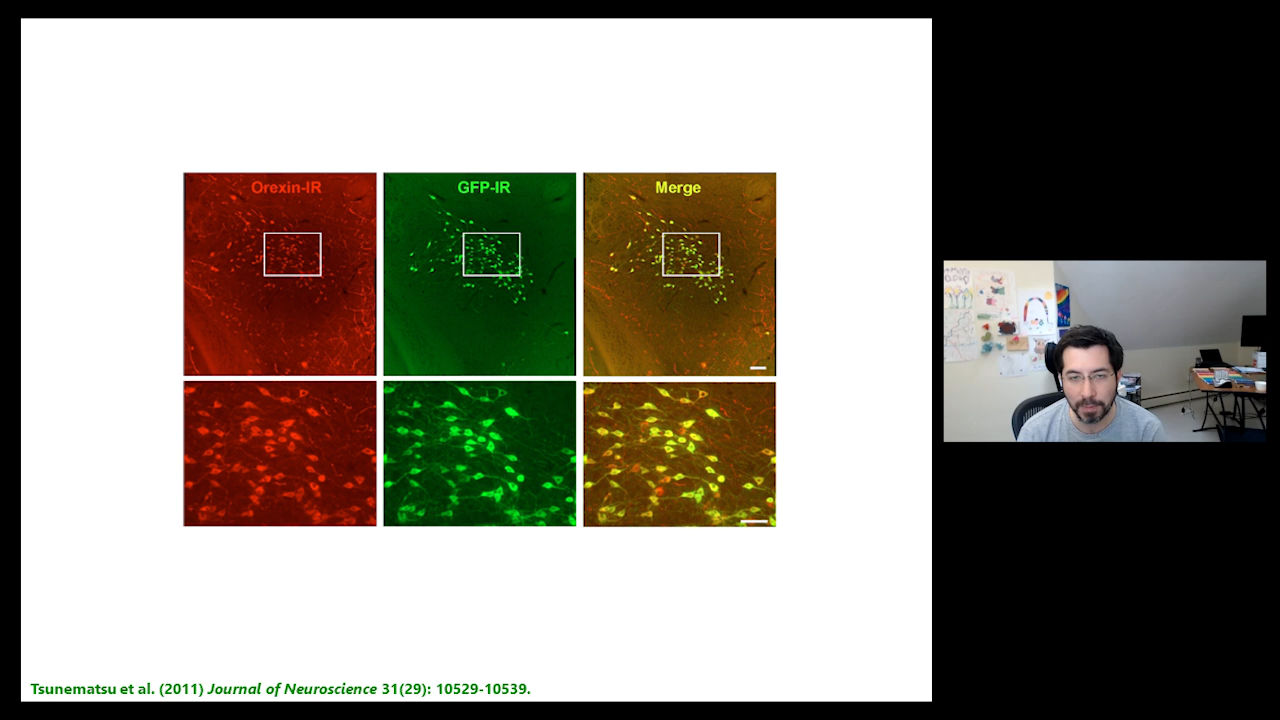 Orexin-IR
GFP-IR
Merge
Tsunematsu et al. (2011) Journal of Neuroscience 31(29): 10529-10539.